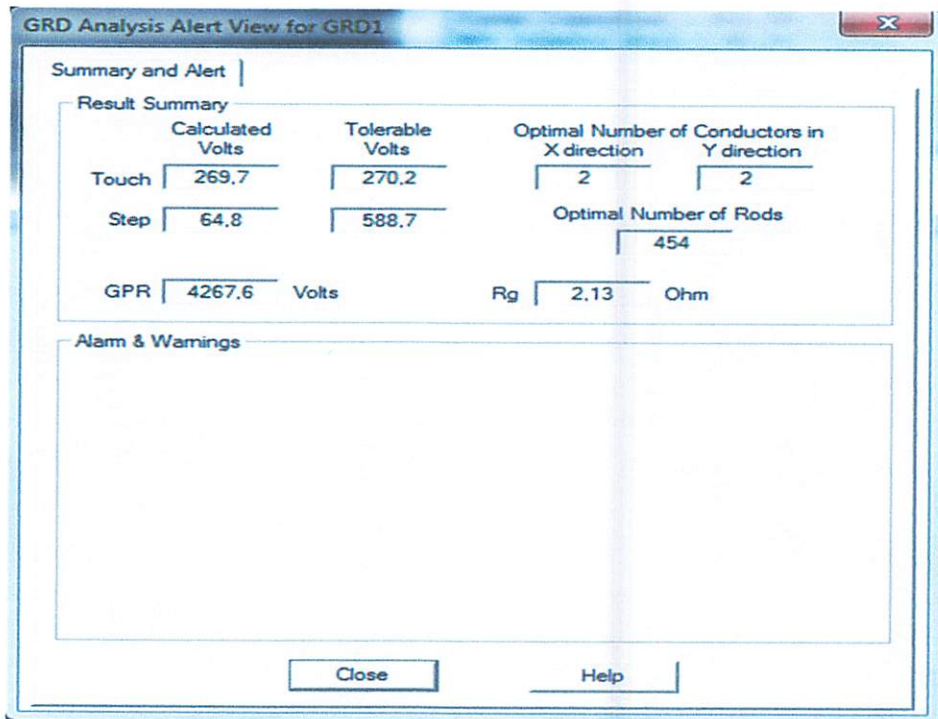 GRD Analysis Alert View for GRD1
Summary and Alert
Result Summary
Calculated Volts
Tolerable Volts
Optimal Number of Conductors in
X direction Y direction
Touch 269,7 270,2 2 2
Step 64,8 588,7
Optimal Number of Rods
454
GPR 4267,6 Volts Rg 2,13 Ohm
Alarm & Warnings
Close Help